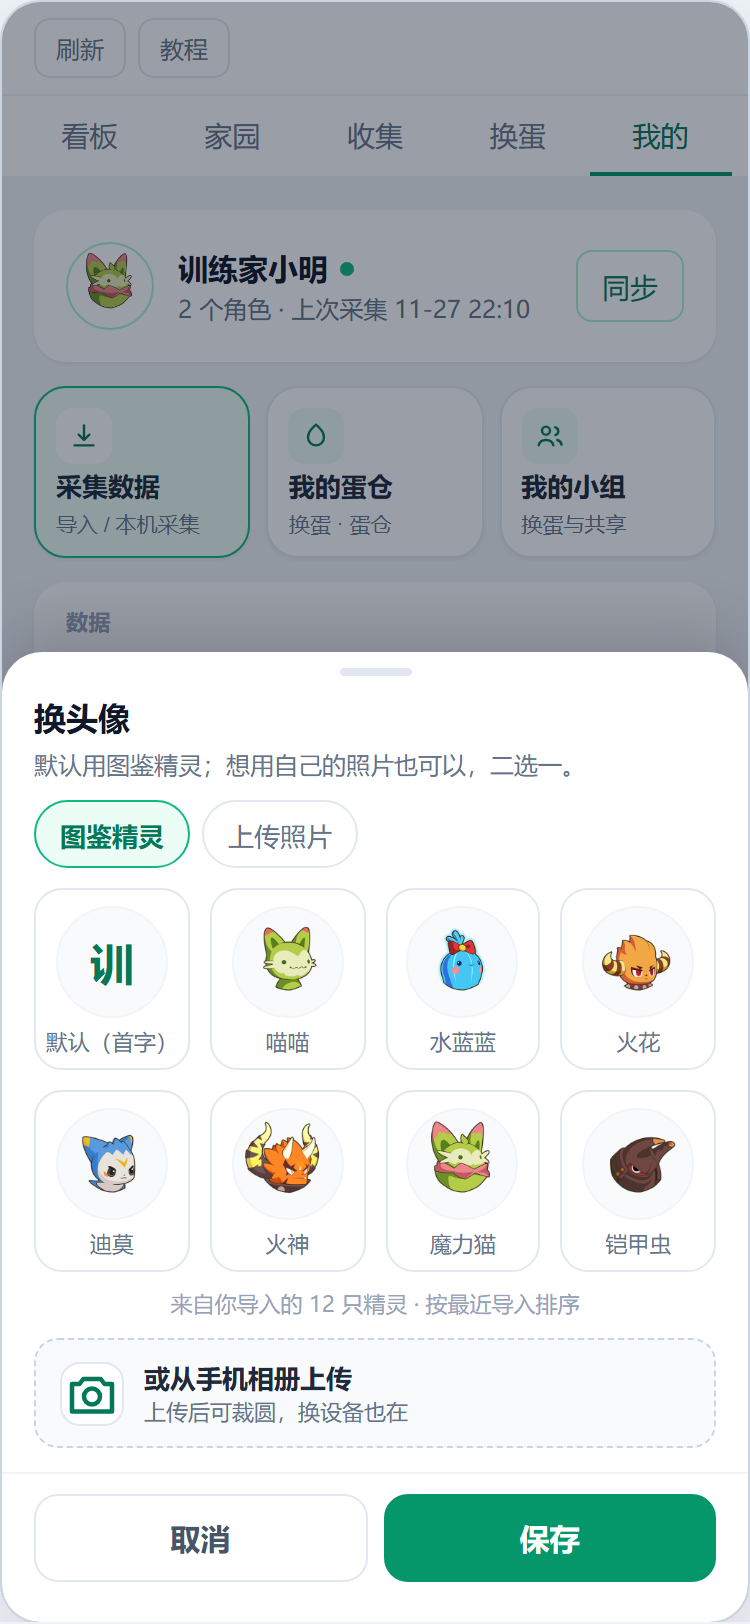 刷新 教程
看板 家园 收集 换蛋 我的
训练家小明
2 个角色 · 上次采集 11-27 22:10
同步
采集数据
导入 / 本机采集
我的蛋仓
换蛋 · 蛋仓
我的小组
换蛋与共享
数据
换头像
默认用图鉴精灵；想用自己的照片也可以，二选一。
图鉴精灵 上传照片
训
默认（首字） 喵喵 水蓝蓝 火花
迪莫 火神 魔力猫 铠甲虫
来自你导入的 12 只精灵 · 按最近导入排序
或从手机相册上传
上传后可裁圆，换设备也在
取消 保存